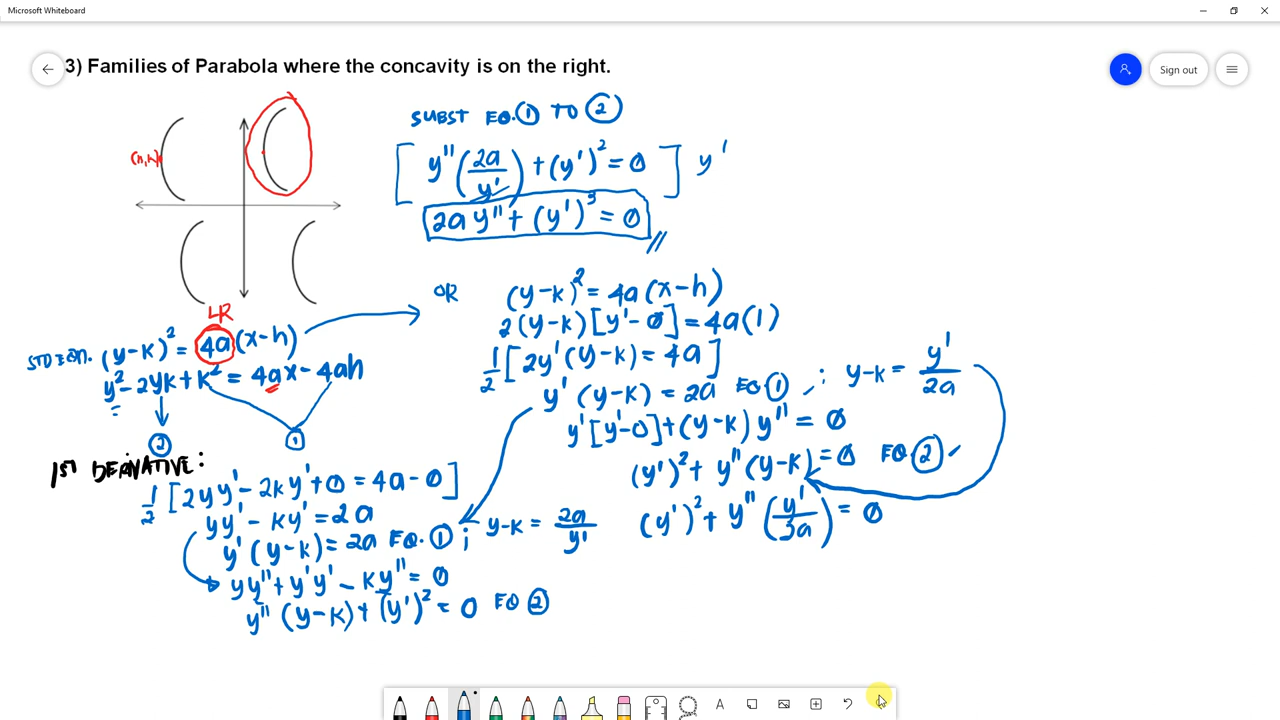 Microsoft Whiteboard
Sign out
3) Families of Parabola where the concavity is on the right.
(h,k)
LR
STD EQN. (y-k)² = 4a(x-h)
y² - 2yk + k² = 4ax - 4ah
② ①
1ST DERIVATIVE:
1/2 [2yy' - 2ky' + 0 = 4a - 0]
yy' - ky' = 2a
y'(y-k) = 2a EQ. ① ; y-k = 2a/y'
yy'' + y'y' - ky'' = 0
y''(y-k) + (y')² = 0 EQ ②
SUBST EQ. ① TO ②
[y''(2a/y') + (y')² = 0] y'
2ay'' + (y')³ = 0 //
OR (y-k)² = 4a(x-h)
2(y-k)[y'-0] = 4a(1)
1/2 [2y'(y-k) = 4a]
y'(y-k) = 2a EQ ① ; y-k = y'/2a
y'[y'-0] + (y-k)y'' = 0
(y')² + y''(y-k) = 0 EQ. ②
(y')² + y''(y'/3a) = 0
A